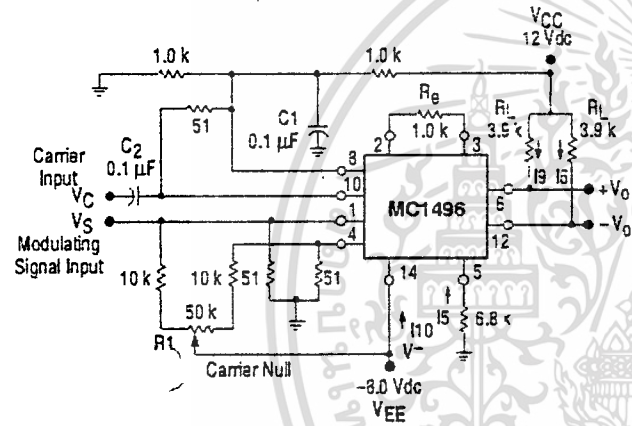 VCC
12 Vdc
1.0 k
1.0 k
Re
1.0 k
RL
3.9 k
RL
3.9 k
51
C1
0.1 µF
C2
0.1 µF
2
3
I9
I6
Carrier
Input
VC
8
10
MC1496
6
+Vo
VS
1
4
12
-Vo
Modulating
Signal Input
14
5
10 k
10 k
51
51
50 k
R1
I10
V-
I5
6.8 k
Carrier Null
-8.0 Vdc
VEE